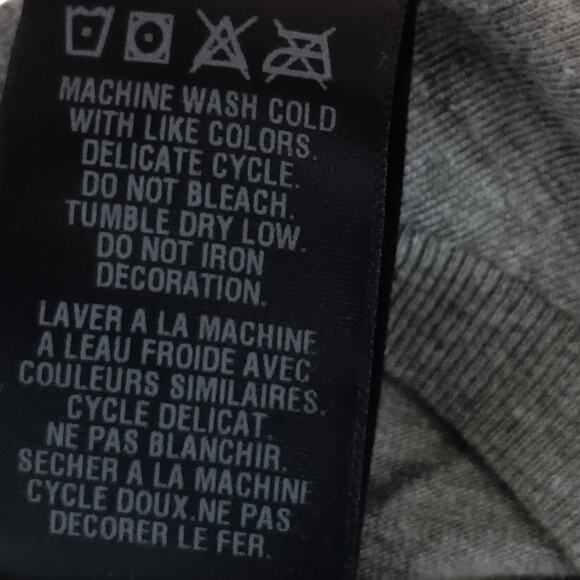 MACHINE WASH COLD
WITH LIKE COLORS.
DELICATE CYCLE.
DO NOT BLEACH.
TUMBLE DRY LOW.
DO NOT IRON
DECORATION.
LAVER A LA MACHINE
A LEAU FROIDE AVEC
COULEURS SIMILAIRES.
CYCLE DELICAT.
NE PAS BLANCHIR.
SECHER A LA MACHINE
CYCLE DOUX.NE PAS
DECORER LE FER.